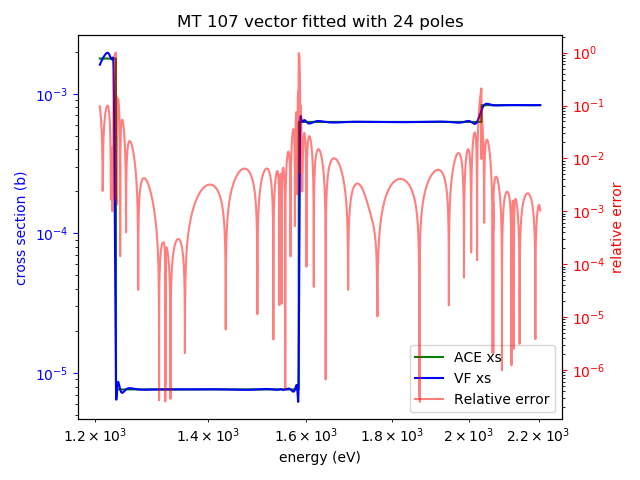 MT 107 vector fitted with 24 poles
cross section (b)
10⁻³
10⁻⁴
10⁻⁵
10⁰
10⁻¹
10⁻²
10⁻³
10⁻⁴
10⁻⁵
10⁻⁶
relative error
ACE xs
VF xs
Relative error
1.2 × 10³ 1.4 × 10³ 1.6 × 10³ 1.8 × 10³ 2 × 10³ 2.2 × 10³
energy (eV)